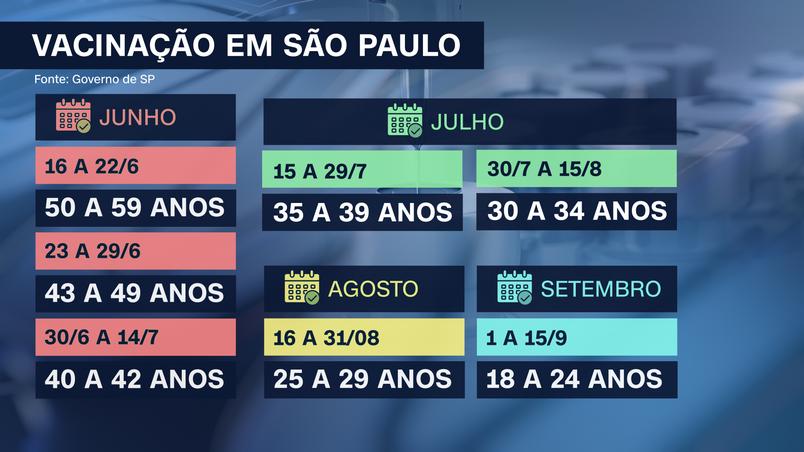 VACINAÇÃO EM SÃO PAULO
Fonte: Governo de SP
JUNHO
16 A 22/6
50 A 59 ANOS
23 A 29/6
43 A 49 ANOS
30/6 A 14/7
40 A 42 ANOS
JULHO
15 A 29/7
35 A 39 ANOS
30/7 A 15/8
30 A 34 ANOS
AGOSTO
16 A 31/08
25 A 29 ANOS
SETEMBRO
1 A 15/9
18 A 24 ANOS